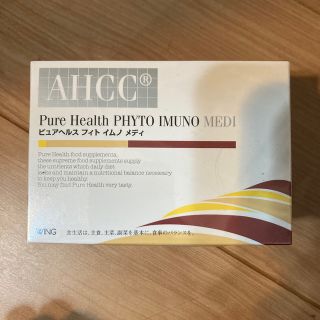 AHCC®
Pure Health PHYTO IMUNO MEDI
ピュアヘルス フィト イムノ メディ
Pure Health food supplements,
these supreme food supplements supply
the nutrients which daily diet
lacks and maintain a nutritional balance necessary
to keep you healthy.
You may find Pure Health very tasty.
WING
食生活は、主食、主菜、副菜を基本に、食事のバランスを。